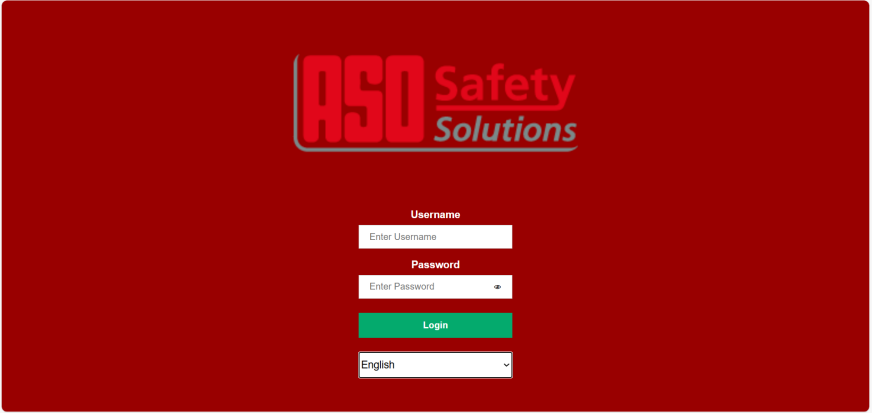 ASO Safety
Solutions
Username
Enter Username
Password
Enter Password
Login
English